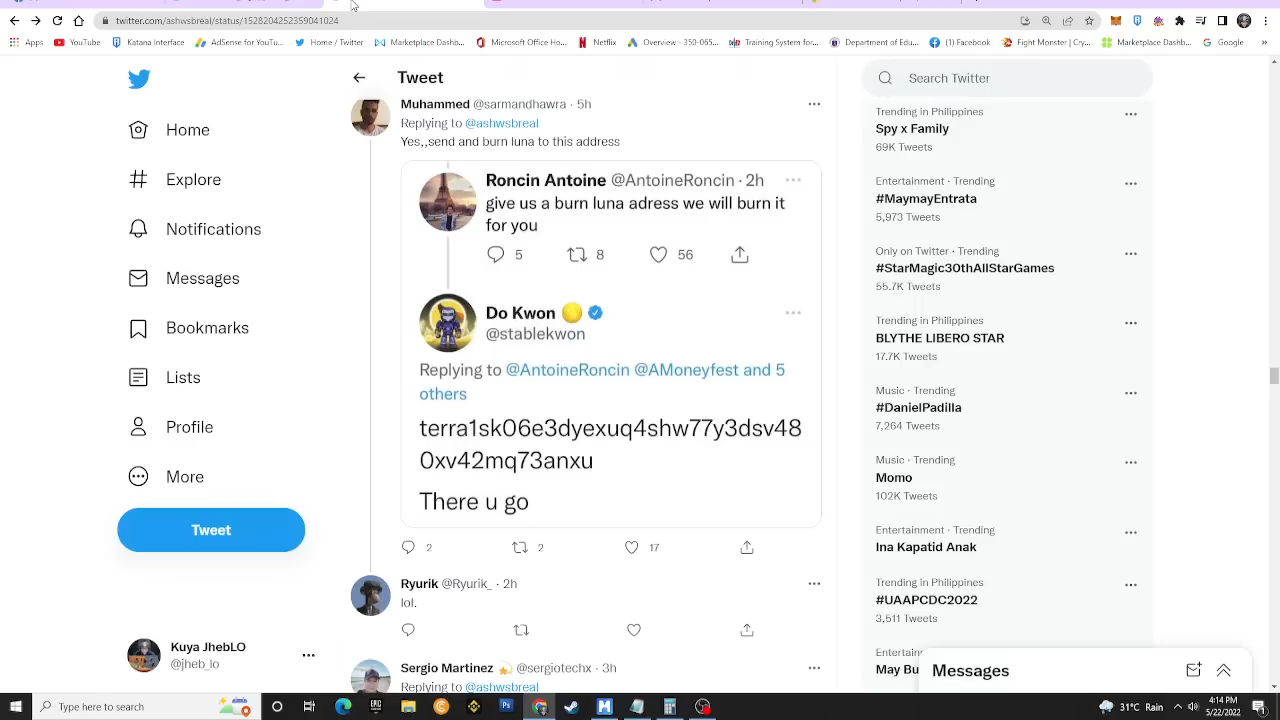 twitter.com/ashwsbreal/status/1528204252359041024
Apps
YouTube
Katana Interface
AdSense for YouTu...
Home / Twitter
Marketplace Dashb...
Microsoft Office Ho...
Netflix
Overview - 350-065...
Training System for...
Department of Edu...
(1) Facebook
Fight Monster | Cry...
Marketplace Dashb...
Google
»
Home
Explore
Notifications
Messages
Bookmarks
Lists
Profile
More
Tweet
Kuya JhebLO
@jheb_lo
Tweet
Muhammed @sarmandhawra · 5h
Replying to @ashwsbreal
Yes,,send and burn luna to this address
Roncin Antoine @AntoineRoncin · 2h
give us a burn luna adress we will burn it
for you
5
8
56
Do Kwon
@stablekwon
Replying to @AntoineRoncin @AMoneyfest and 5
others
terra1sk06e3dyexuq4shw77y3dsv48
0xv42mq73anxu
There u go
2
2
17
Ryurik @Ryurik_ · 2h
lol.
Sergio Martinez @sergiotechx · 3h
Replying to @ashwsbreal
Search Twitter
Trending in Philippines
Spy x Family
69K Tweets
Entertainment · Trending
#MaymayEntrata
5,973 Tweets
Only on Twitter · Trending
#StarMagic30thAllStarGames
55.7K Tweets
Trending in Philippines
BLYTHE LIBERO STAR
17.7K Tweets
Music · Trending
#DanielPadilla
7,264 Tweets
Music · Trending
Momo
102K Tweets
Entertainment · Trending
Ina Kapatid Anak
Trending in Philippines
#UAAPCDC2022
3,511 Tweets
May Bu
Messages
Type here to search
31°C Rain
4:14 PM
5/22/2022